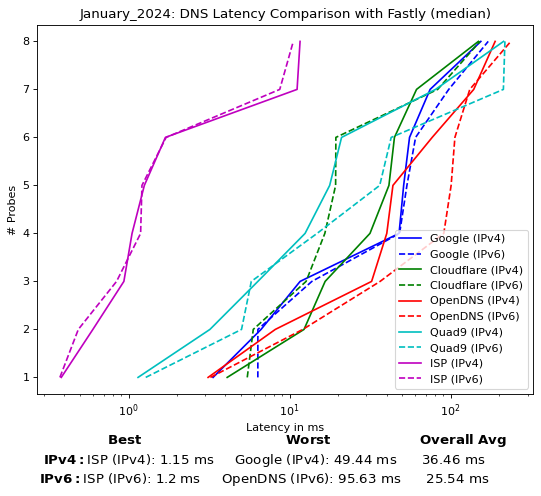 January_2024: DNS Latency Comparison with Fastly (median)
8
7
6
5
4
3
2
1
# Probes
Google (IPv4)
Google (IPv6)
Cloudflare (IPv4)
Cloudflare (IPv6)
OpenDNS (IPv4)
OpenDNS (IPv6)
Quad9 (IPv4)
Quad9 (IPv6)
ISP (IPv4)
ISP (IPv6)
10⁰ 10¹ 10²
Latency in ms
Best Worst Overall Avg
IPv4: ISP (IPv4): 1.15 ms Google (IPv4): 49.44 ms 36.46 ms
IPv6: ISP (IPv6): 1.2 ms OpenDNS (IPv6): 95.63 ms 25.54 ms